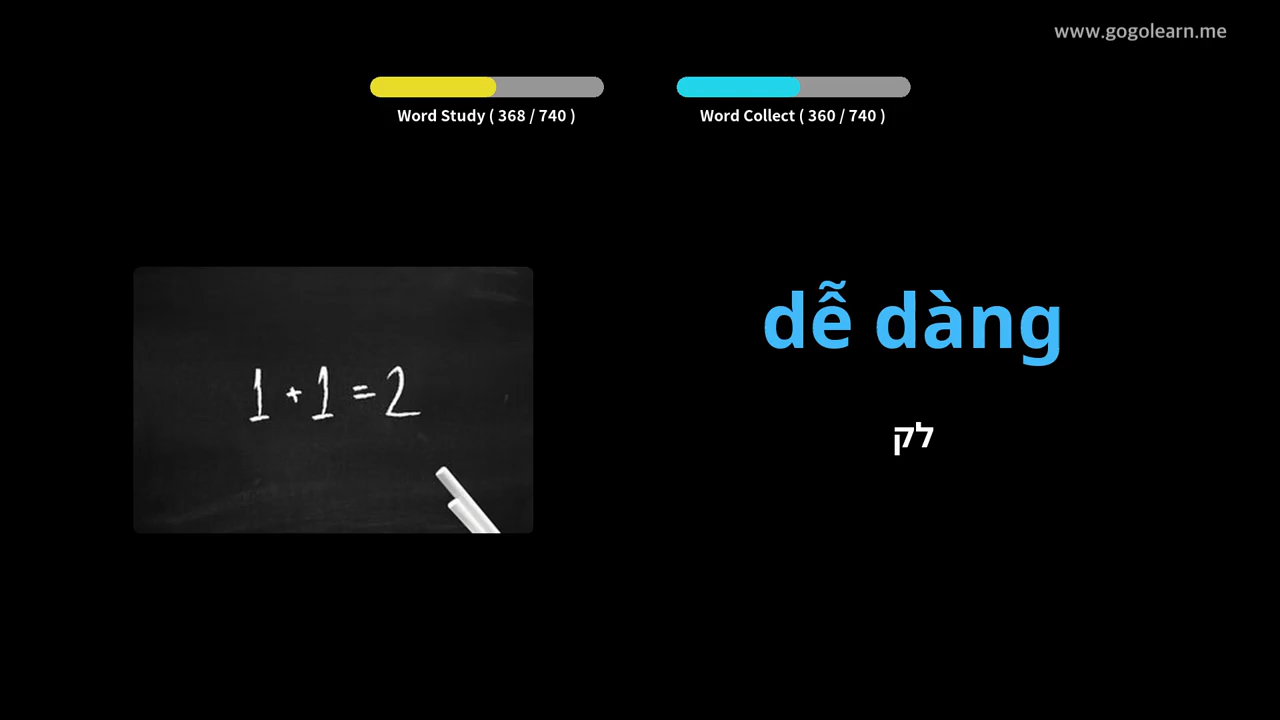 www.gogolearn.me
Word Study ( 368 / 740 )
Word Collect ( 360 / 740 )
1 + 1 = 2
dễ dàng
לק